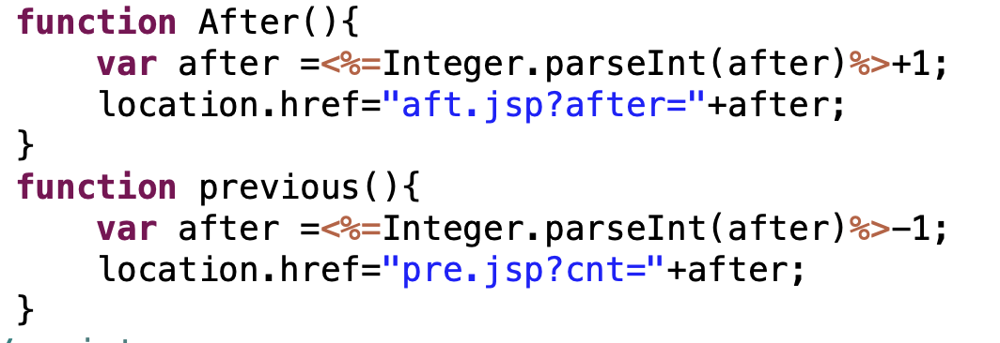 function After(){
    var after =<%=Integer.parseInt(after)%>+1;
    location.href="aft.jsp?after="+after;
}
function previous(){
    var after =<%=Integer.parseInt(after)%>-1;
    location.href="pre.jsp?cnt="+after;
}